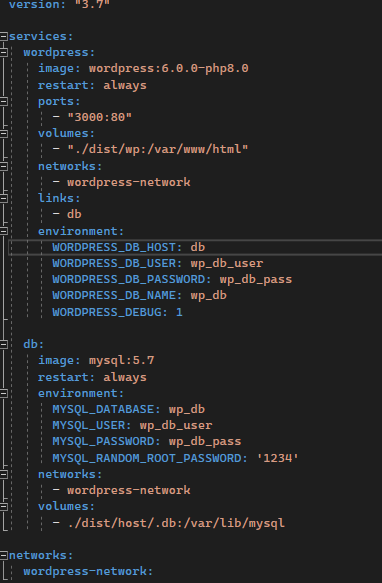 version: "3.7"
services:
wordpress:
image: wordpress:6.0.0-php8.0
restart: always
ports:
- "3000:80"
volumes:
- "./dist/wp:/var/www/html"
networks:
- wordpress-network
links:
- db
environment:
WORDPRESS_DB_HOST: db
WORDPRESS_DB_USER: wp_db_user
WORDPRESS_DB_PASSWORD: wp_db_pass
WORDPRESS_DB_NAME: wp_db
WORDPRESS_DEBUG: 1
db:
image: mysql:5.7
restart: always
environment:
MYSQL_DATABASE: wp_db
MYSQL_USER: wp_db_user
MYSQL_PASSWORD: wp_db_pass
MYSQL_RANDOM_ROOT_PASSWORD: '1234'
networks:
- wordpress-network
volumes:
- ./dist/host/.db:/var/lib/mysql
networks:
wordpress-network: